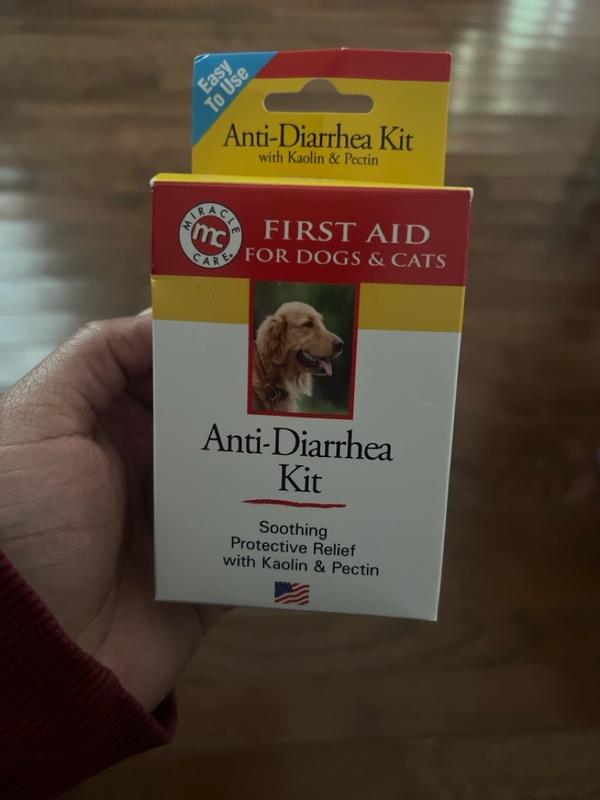 Easy
To Use
Anti-Diarrhea Kit
with Kaolin & Pectin
MIRACLE
mc
CARE®
FIRST AID
FOR DOGS & CATS
Anti-Diarrhea
Kit
Soothing
Protective Relief
with Kaolin & Pectin